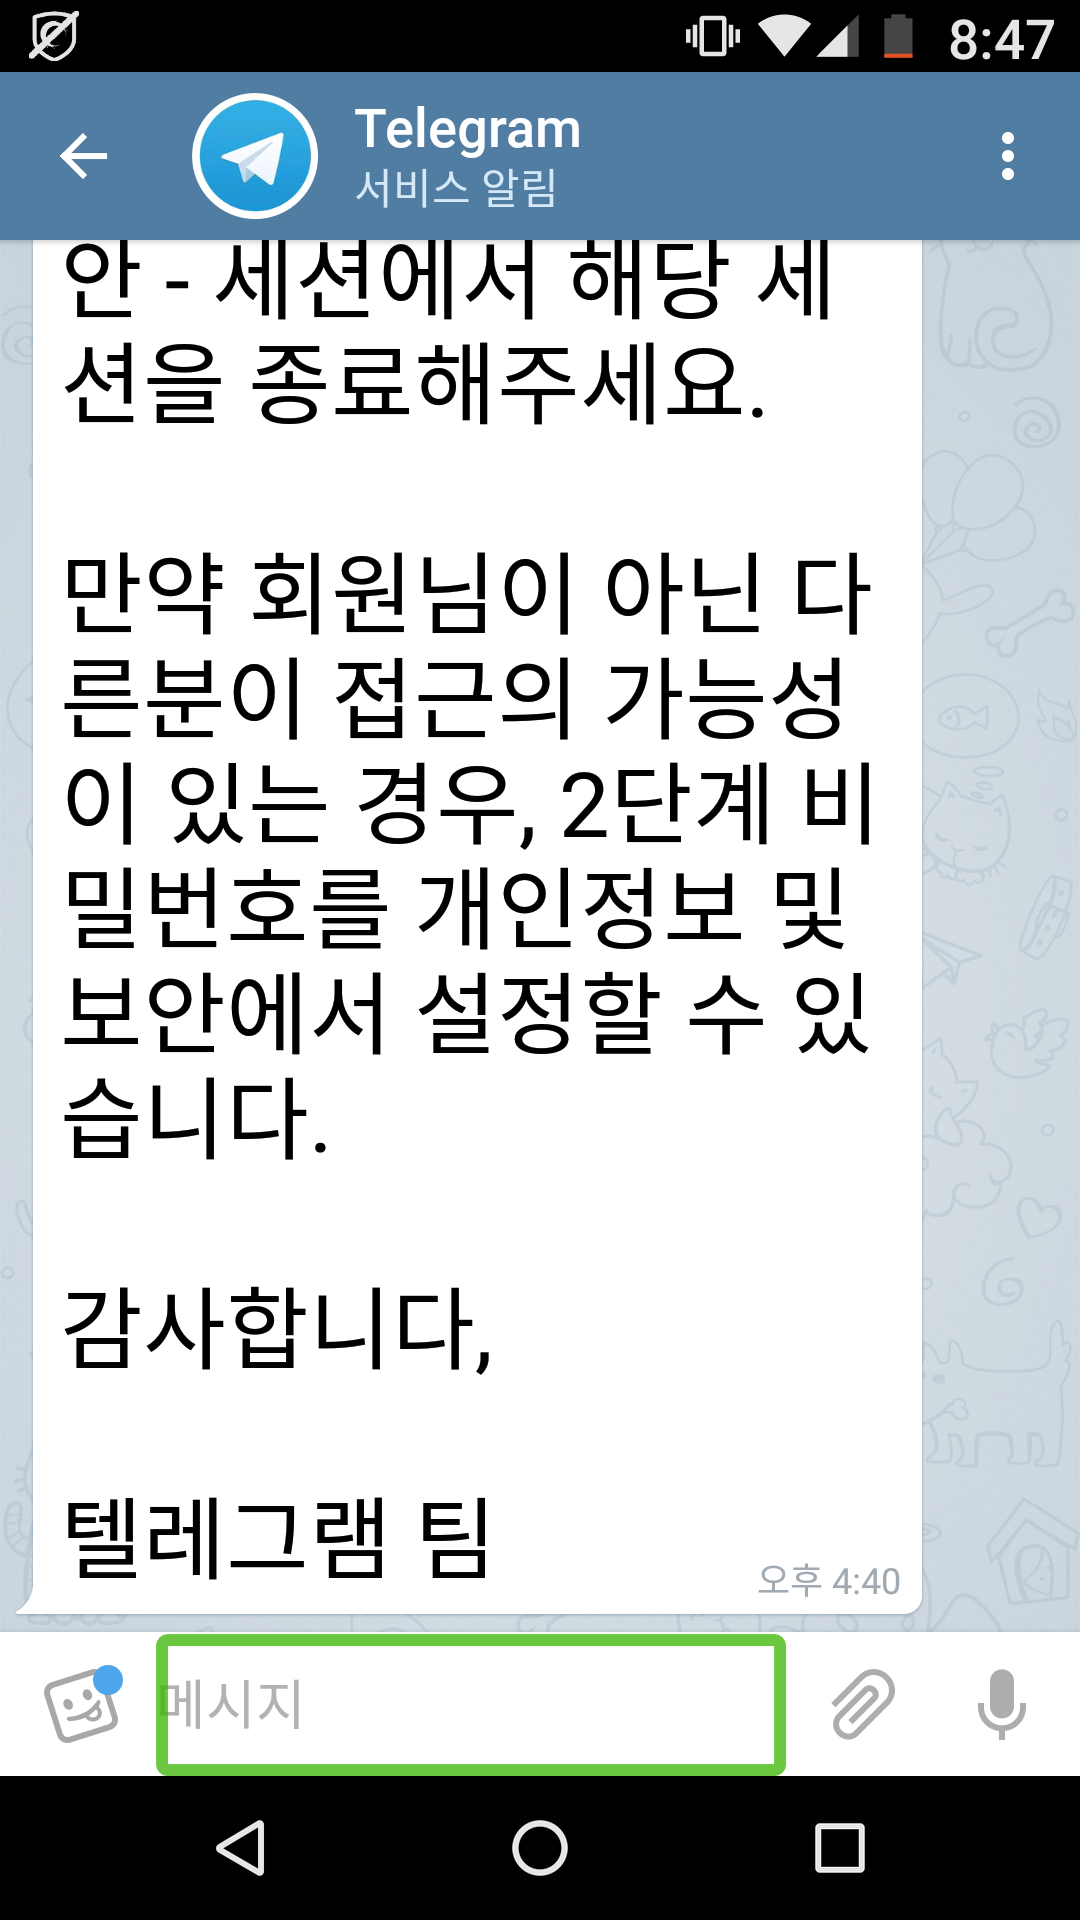 8:47
Telegram
서비스 알림
안 - 세션에서 해당 세
션을 종료해주세요.
만약 회원님이 아닌 다
른분이 접근의 가능성
이 있는 경우, 2단계 비
밀번호를 개인정보 및
보안에서 설정할 수 있
습니다.
감사합니다,
텔레그램 팀
오후 4:40
메시지